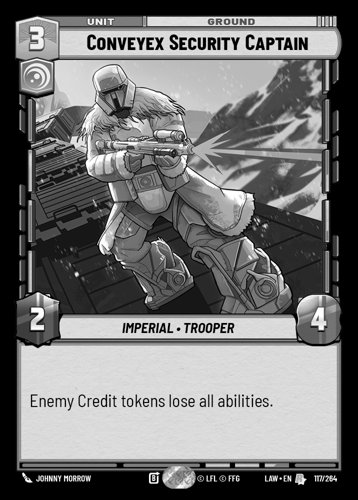 UNIT
GROUND
3
CONVEYEX SECURITY CAPTAIN
2
4
IMPERIAL • TROOPER
Enemy Credit tokens lose all abilities.
JOHNNY MORROW
© LFL © FFG
LAW • EN
117/264